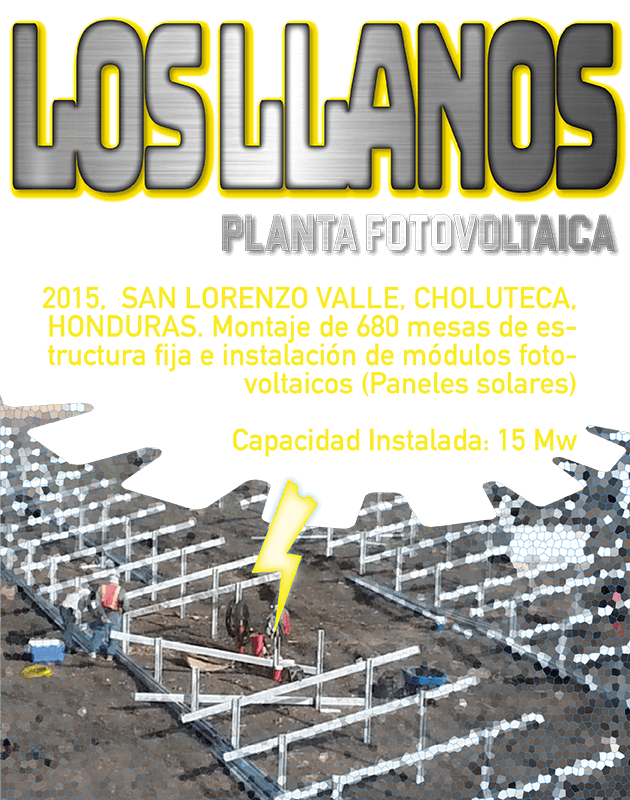 LOS LLANOS
PLANTA FOTOVOLTAICA
2015, SAN LORENZO VALLE, CHOLUTECA,
HONDURAS. Montaje de 680 mesas de es-
tructura fija e instalación de módulos foto-
voltaicos (Paneles solares)
Capacidad Instalada: 15 Mw